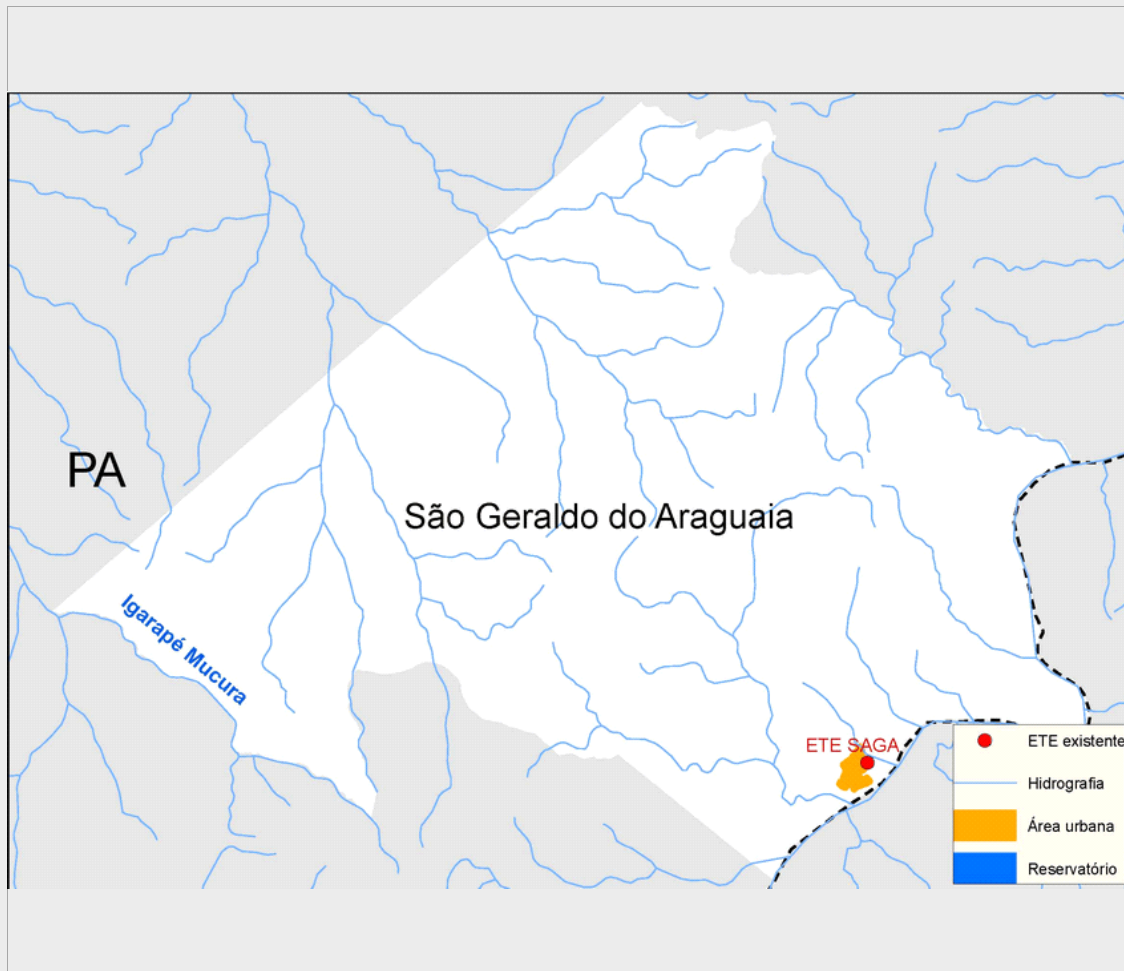 PA
São Geraldo do Araguaia
Igarapé Mucura
ETE SAGA
ETE existente
Hidrografia
Área urbana
Reservatório